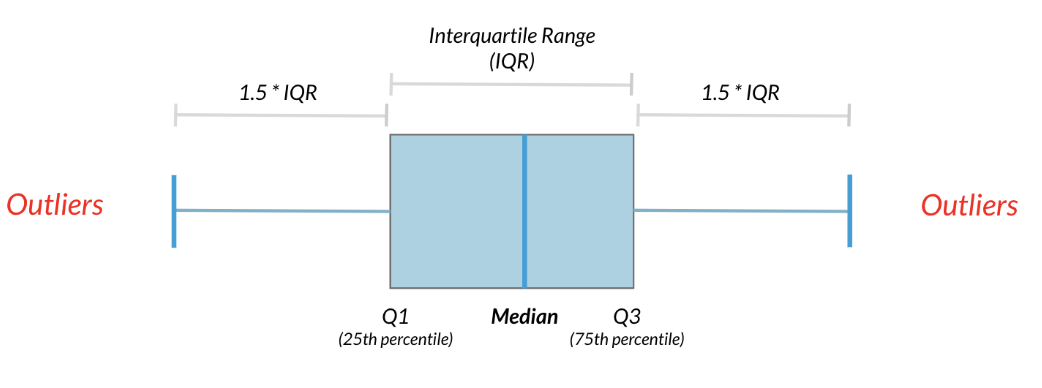 Interquartile Range
(IQR)
1.5 * IQR
1.5 * IQR
Outliers
Outliers
Q1
Median
Q3
(25th percentile)
(75th percentile)